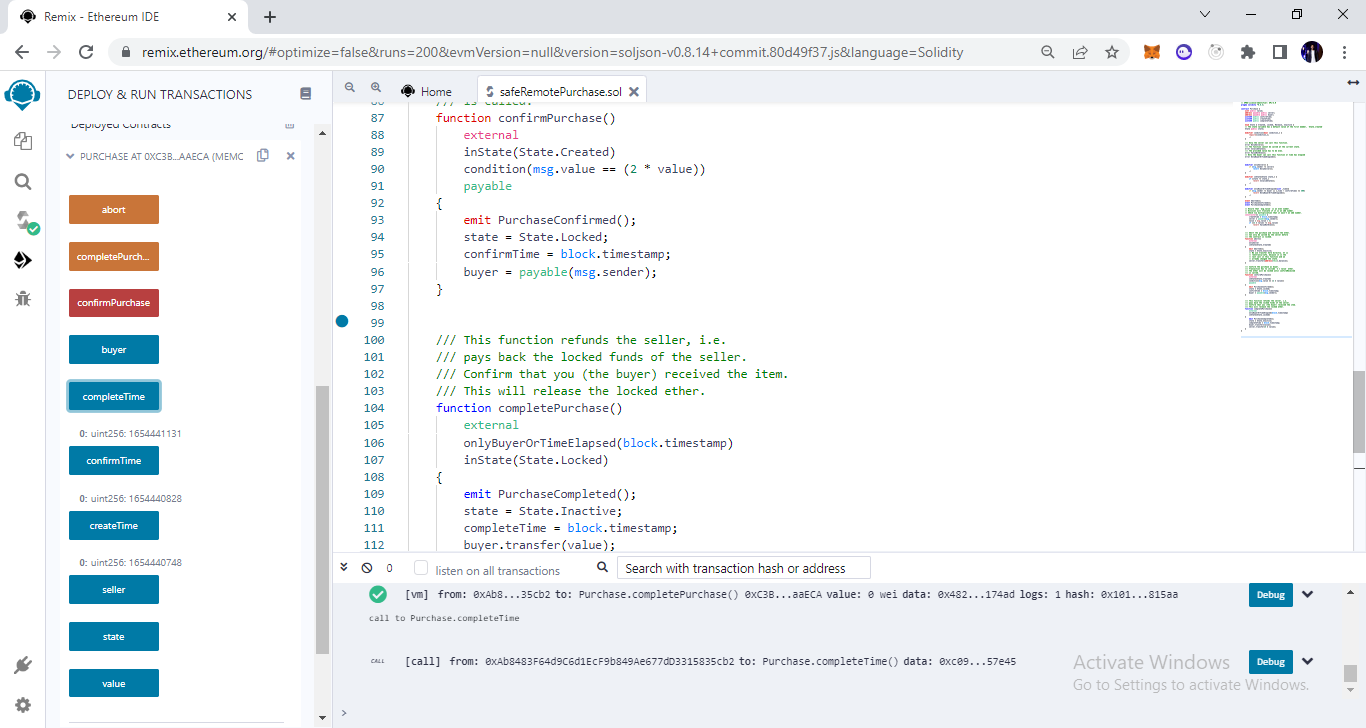 Remix - Ethereum IDE
remix.ethereum.org/#optimize=false&runs=200&evmVersion=null&version=soljson-v0.8.14+commit.80d49f37.js&language=Solidity
DEPLOY & RUN TRANSACTIONS
Deployed Contracts
PURCHASE AT 0XC3B...AAECA (MEMO
abort
completePurch...
confirmPurchase
buyer
completeTime
0: uint256: 1654441131
confirmTime
0: uint256: 1654440828
createTime
0: uint256: 1654440748
seller
state
value
Home
safeRemotePurchase.sol
86 /// is called.
87 function confirmPurchase()
88 external
89 inState(State.Created)
90 condition(msg.value == (2 * value))
91 payable
92 {
93 emit PurchaseConfirmed();
94 state = State.Locked;
95 confirmTime = block.timestamp;
96 buyer = payable(msg.sender);
97 }
98
99
100 /// This function refunds the seller, i.e.
101 /// pays back the locked funds of the seller.
102 /// Confirm that you (the buyer) received the item.
103 /// This will release the locked ether.
104 function completePurchase()
105 external
106 onlyBuyerOrTimeElapsed(block.timestamp)
107 inState(State.Locked)
108 {
109 emit PurchaseCompleted();
110 state = State.Inactive;
111 completeTime = block.timestamp;
112 buyer.transfer(value);
0 listen on all transactions Search with transaction hash or address
[vm] from: 0xAb8...35cb2 to: Purchase.completePurchase() 0xC3B...aaECA value: 0 wei data: 0x482...174ad logs: 1 hash: 0x101...815aa Debug
call to Purchase.completeTime
CALL [call] from: 0xAb8483F64d9C6d1EcF9b849Ae677dD3315835cb2 to: Purchase.completeTime() data: 0xc09...57e45 Debug
>
Activate Windows
Go to Settings to activate Windows.